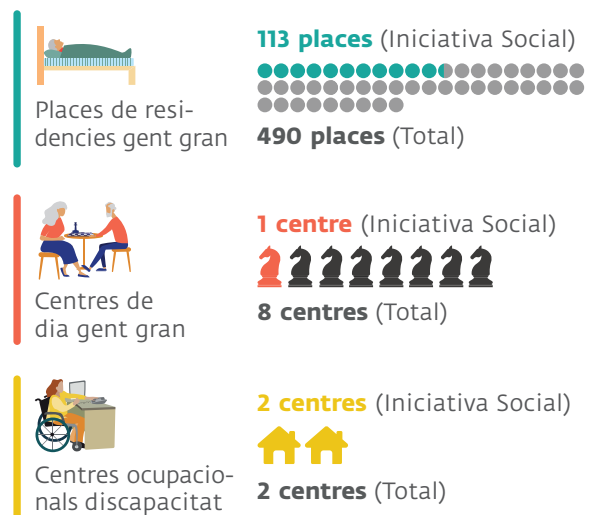 113 places (Iniciativa Social)
Places de resi-
dencies gent gran
490 places (Total)
1 centre (Iniciativa Social)
Centres de
dia gent gran
8 centres (Total)
2 centres (Iniciativa Social)
Centres ocupacio-
nals discapacitat
2 centres (Total)